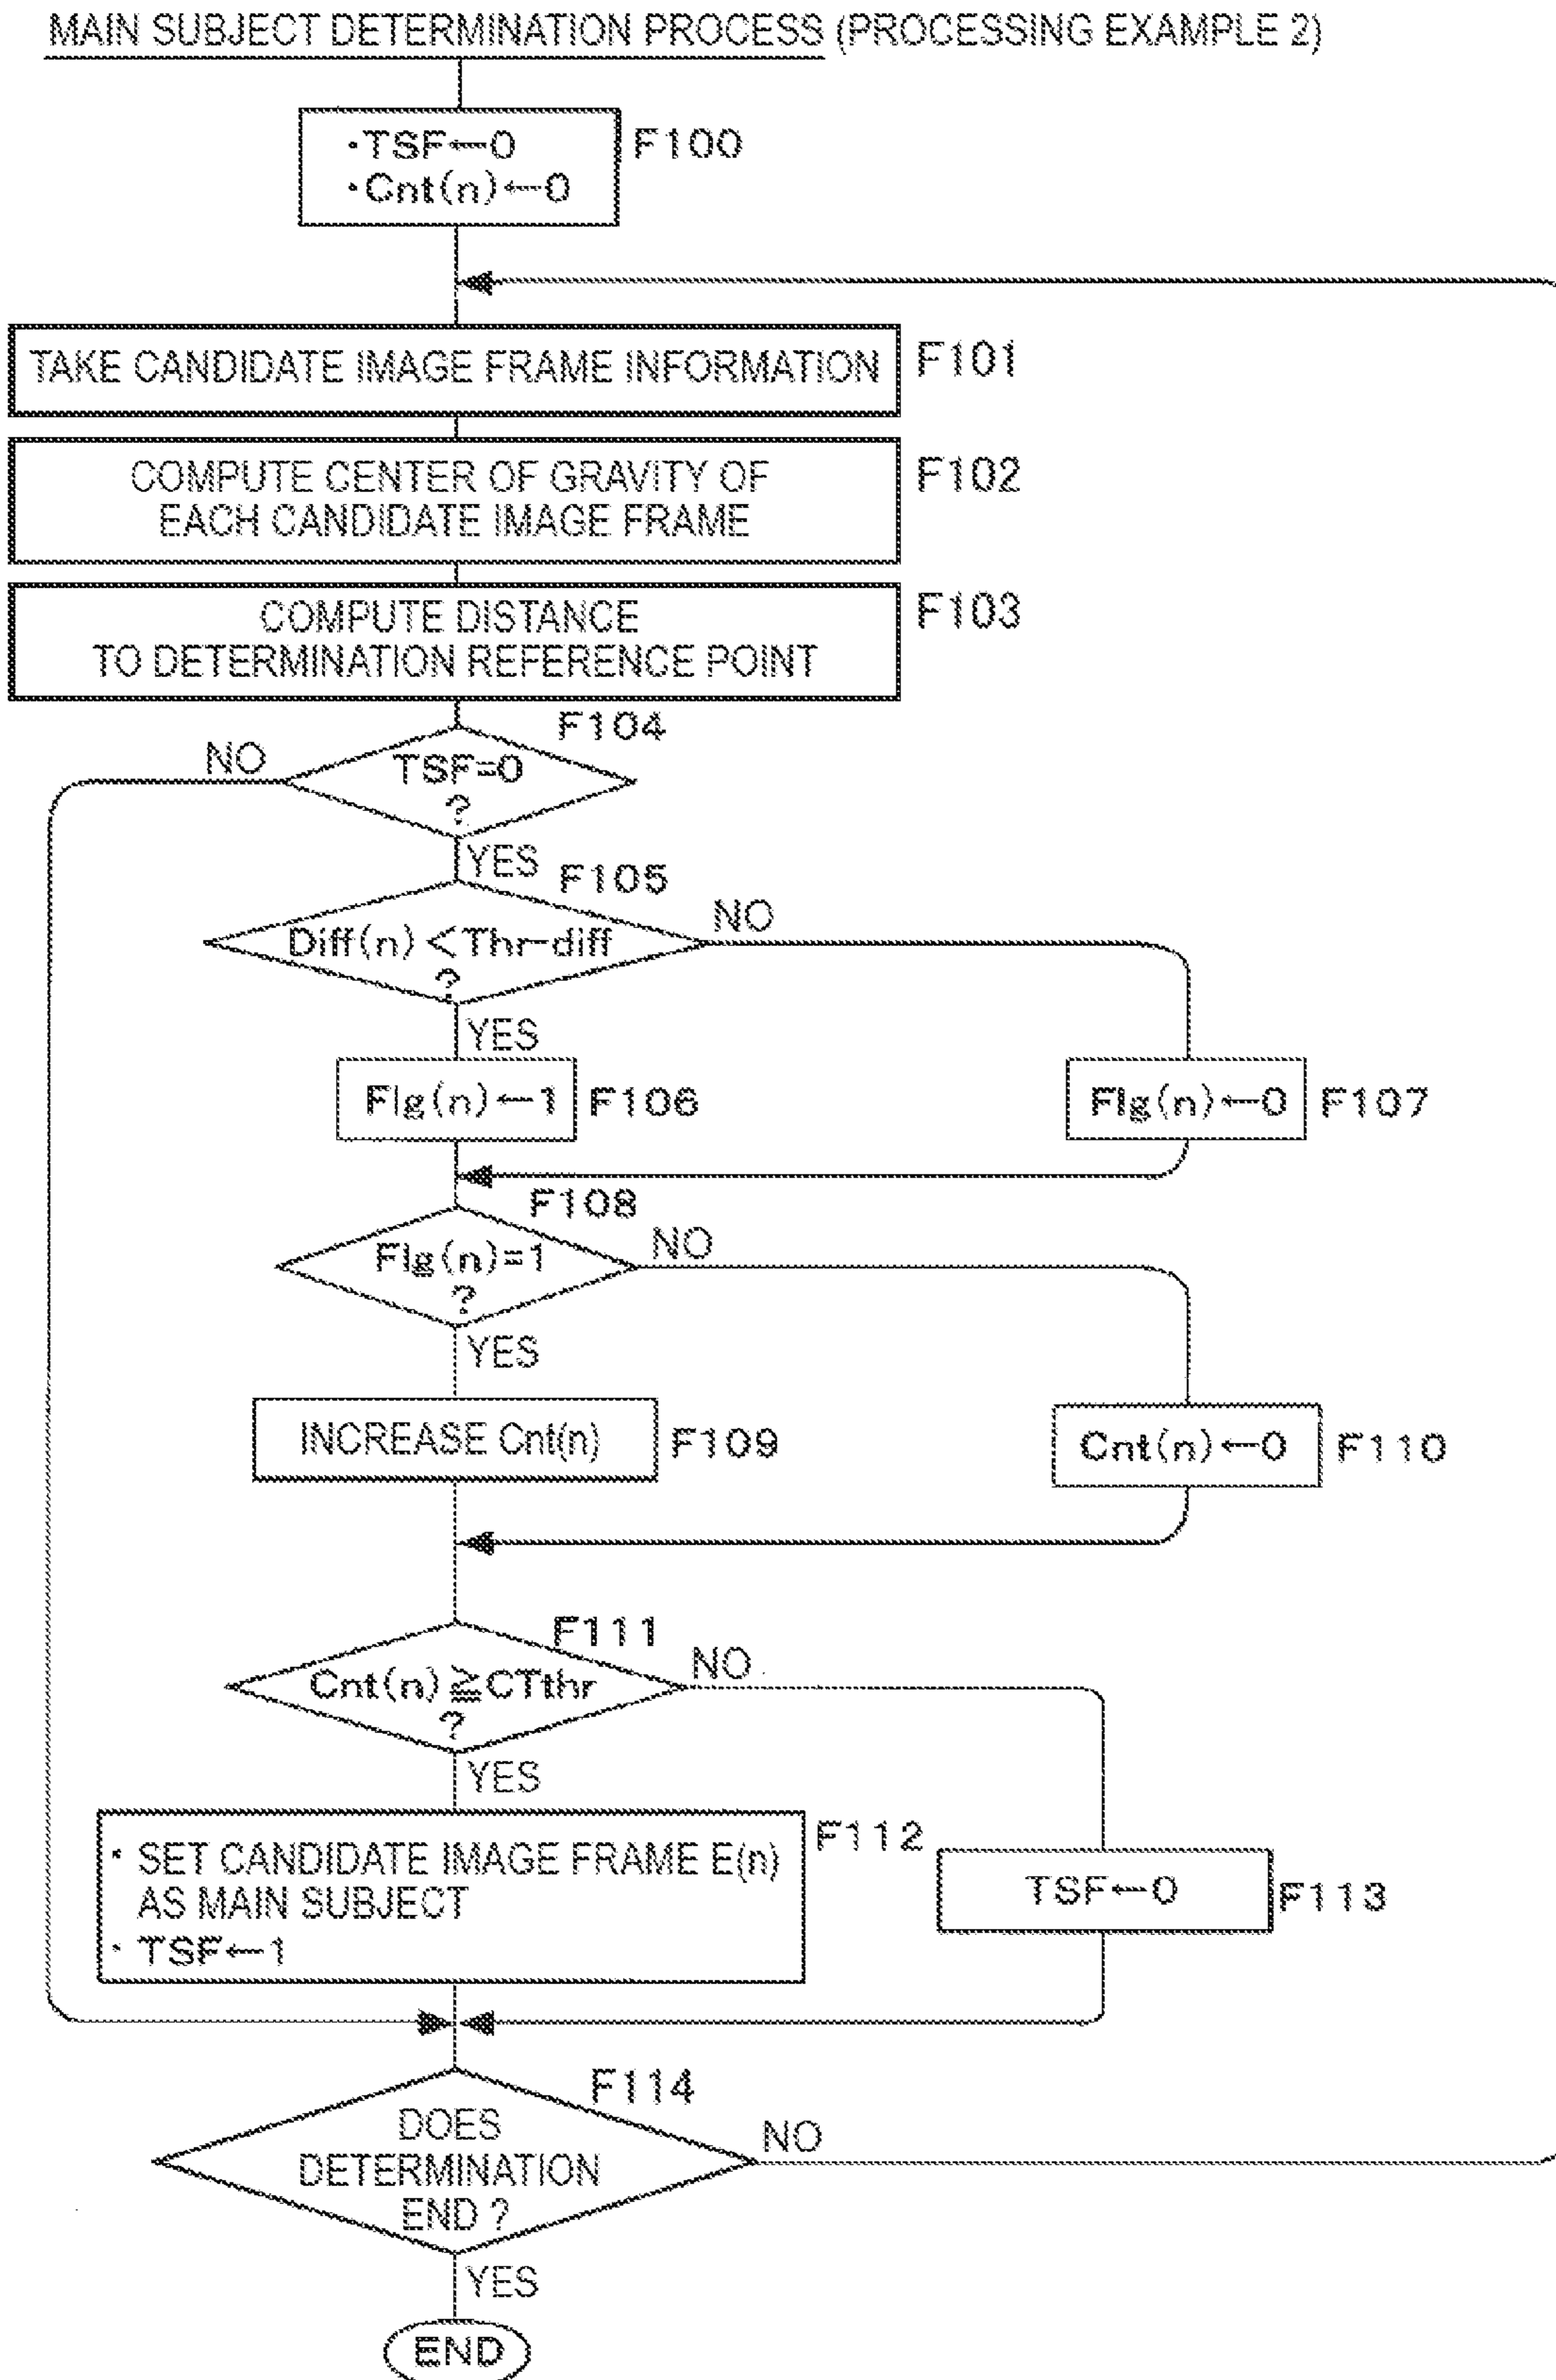 MAIN SUBJECT DETERMINATION PROCESS (PROCESSING EXAMPLE 2)
・TSF←0
・Cnt(n)←0
F100
TAKE CANDIDATE IMAGE FRAME INFORMATION
F101
COMPUTE CENTER OF GRAVITY OF
EACH CANDIDATE IMAGE FRAME
F102
COMPUTE DISTANCE
TO DETERMINATION REFERENCE POINT
F103
F104
NO
TSF=0
?
YES
F105
Diff(n)<Thr-diff
?
NO
YES
Flg(n)←1
F106
Flg(n)←0
F107
F108
Flg(n)=1
?
NO
YES
INCREASE Cnt(n)
F109
Cnt(n)←0
F110
F111
Cnt(n)≧CTthr
?
NO
YES
・SET CANDIDATE IMAGE FRAME E(n)
AS MAIN SUBJECT
・TSF←1
F112
TSF←0
F113
F114
DOES
DETERMINATION
END ?
NO
YES
END